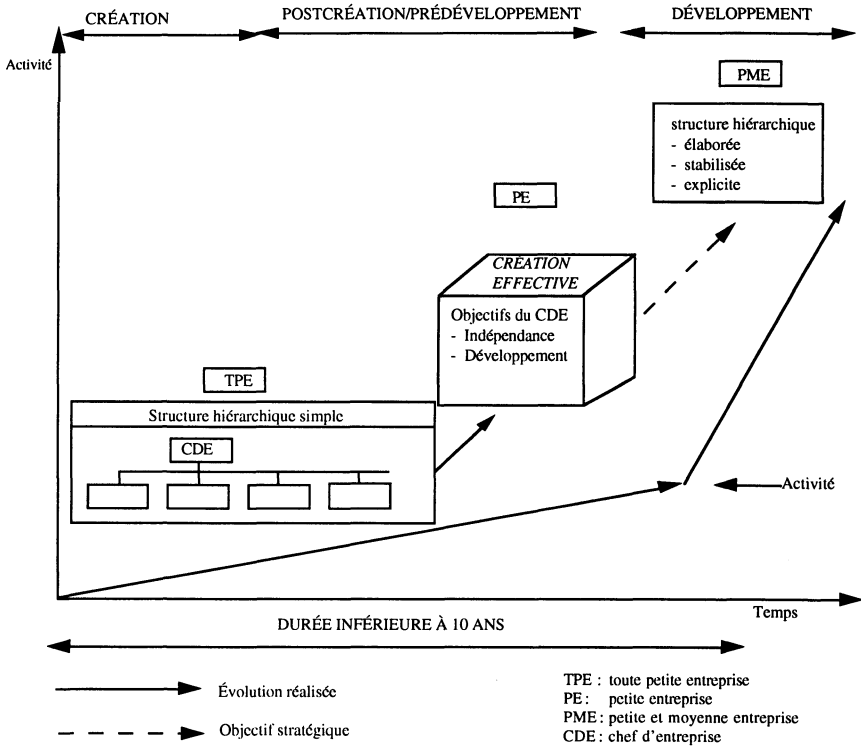 CRÉATION
POSTCRÉATION/PRÉDÉVELOPPEMENT
DÉVELOPPEMENT
Activité
PME
structure hiérarchique
- élaborée
- stabilisée
- explicite
PE
CRÉATION
EFFECTIVE
Objectifs du CDE
- Indépendance
- Développement
TPE
Structure hiérarchique simple
CDE
Activité
Temps
DURÉE INFÉRIEURE À 10 ANS
Évolution réalisée
Objectif stratégique
TPE : toute petite entreprise
PE : petite entreprise
PME : petite et moyenne entreprise
CDE : chef d'entreprise